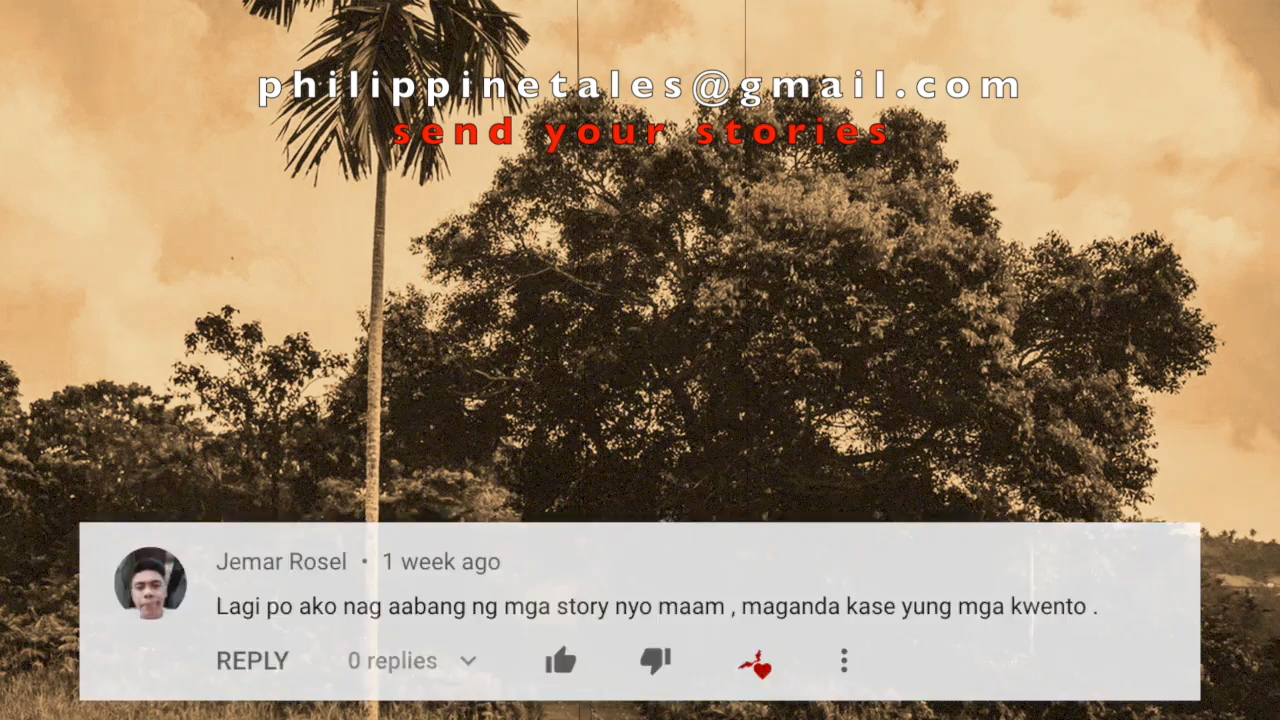 philippinetales@gmail.com
send your stories
Jemar Rosel • 1 week ago
Lagi po ako nag aabang ng mga story nyo maam , maganda kase yung mga kwento .
REPLY 0 replies